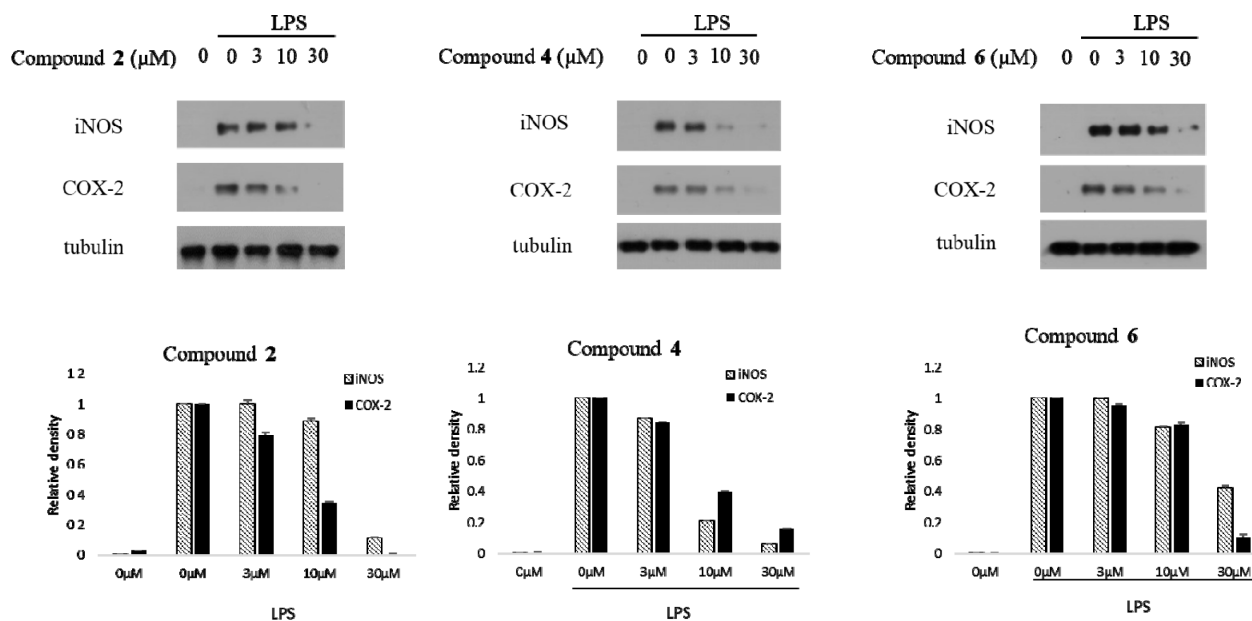 LPS
Compound 2 (μM) 0 0 3 10 30
iNOS
COX-2
tubulin
LPS
Compound 4 (μM) 0 0 3 10 30
iNOS
COX-2
tubulin
LPS
Compound 6 (μM) 0 0 3 10 30
iNOS
COX-2
tubulin
Compound 2
Relative density
1 2
1
0 8
0 6
0 4
0 2
0
iNOS
COX-2
0μM 0μM 3μM 10μM 30μM
LPS
Compound 4
Relative density
1.2
1
0.8
0.6
0.4
0.2
0
iNOS
COX-2
0μM 0μM 3μM 10μM 30μM
LPS
Compound 6
Relative density
1.2
1
0.8
0.6
0.4
0.2
0
iNOS
COX-2
0μM 0μM 3μM 10μM 30μM
LPS